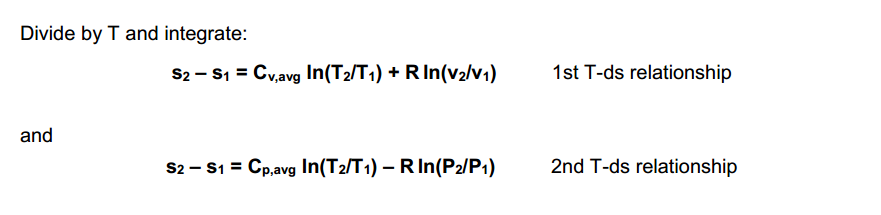 Divide by T and integrate:
s₂ – s₁ = Cᵥ,avg ln(T₂/T₁) + R ln(v₂/v₁) 1st T-ds relationship
and
s₂ – s₁ = Cₚ,avg ln(T₂/T₁) – R ln(P₂/P₁) 2nd T-ds relationship